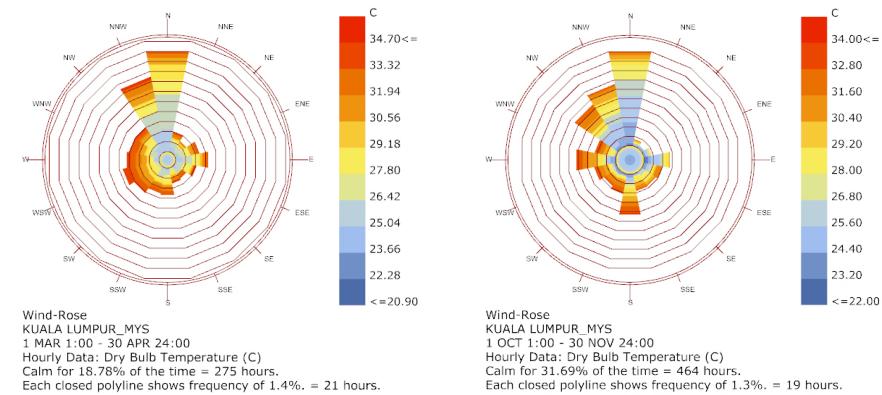 N
NNE
NE
ENE
E
ESE
SE
SSE
S
SSW
SW
WSW
W
WNW
NW
NNW
C
34.70<=
33.32
31.94
30.56
29.18
27.80
26.42
25.04
23.66
22.28
<=20.90
Wind-Rose
KUALA LUMPUR_MYS
1 MAR 1:00 - 30 APR 24:00
Hourly Data: Dry Bulb Temperature (C)
Calm for 18.78% of the time = 275 hours.
Each closed polyline shows frequency of 1.4%. = 21 hours.
N
NNE
NE
ENE
E
ESE
SE
SSE
S
SSW
SW
WSW
W
WNW
NW
NNW
C
34.00<=
32.80
31.60
30.40
29.20
28.00
26.80
25.60
24.40
23.20
<=22.00
Wind-Rose
KUALA LUMPUR_MYS
1 OCT 1:00 - 30 NOV 24:00
Hourly Data: Dry Bulb Temperature (C)
Calm for 31.69% of the time = 464 hours.
Each closed polyline shows frequency of 1.3%. = 19 hours.